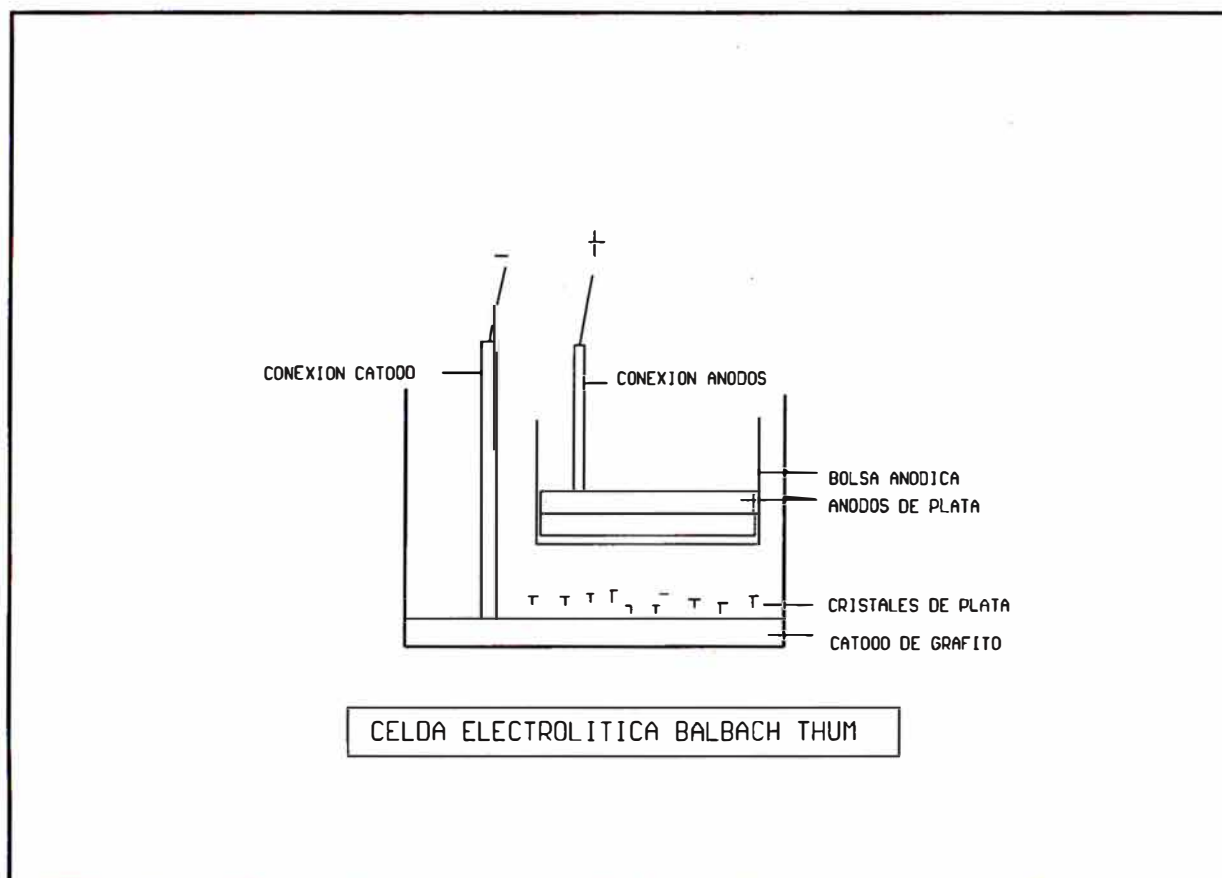 - +
CONEXION CATODO
CONEXION ANODOS
BOLSA ANODICA
ANODOS DE PLATA
CRISTALES DE PLATA
CATODO DE GRAFITO
CELDA ELECTROLITICA BALBACH THUM